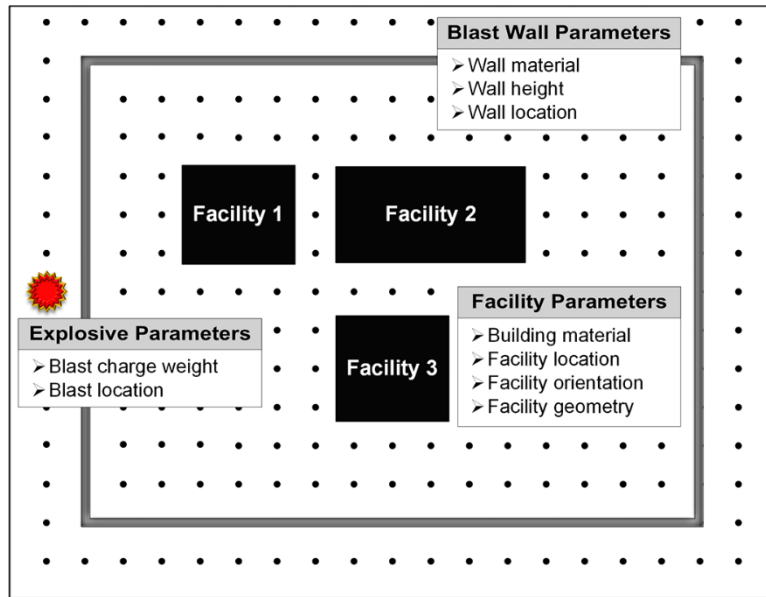 Blast Wall Parameters
➢ Wall material
➢ Wall height
➢ Wall location
Facility 1
Facility 2
Explosive Parameters
➢ Blast charge weight
➢ Blast location
Facility 3
Facility Parameters
➢ Building material
➢ Facility location
➢ Facility orientation
➢ Facility geometry